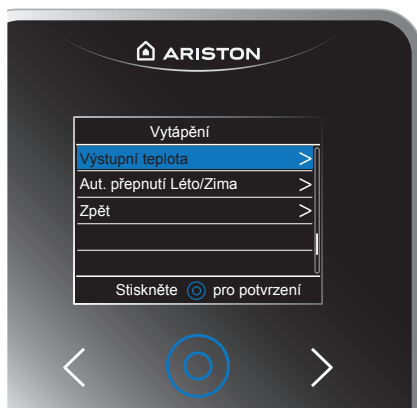 ARISTON
Vytápění
Výstupní teplota >
Aut. přepnutí Léto/Zima >
Zpět >
Stiskněte pro potvrzení